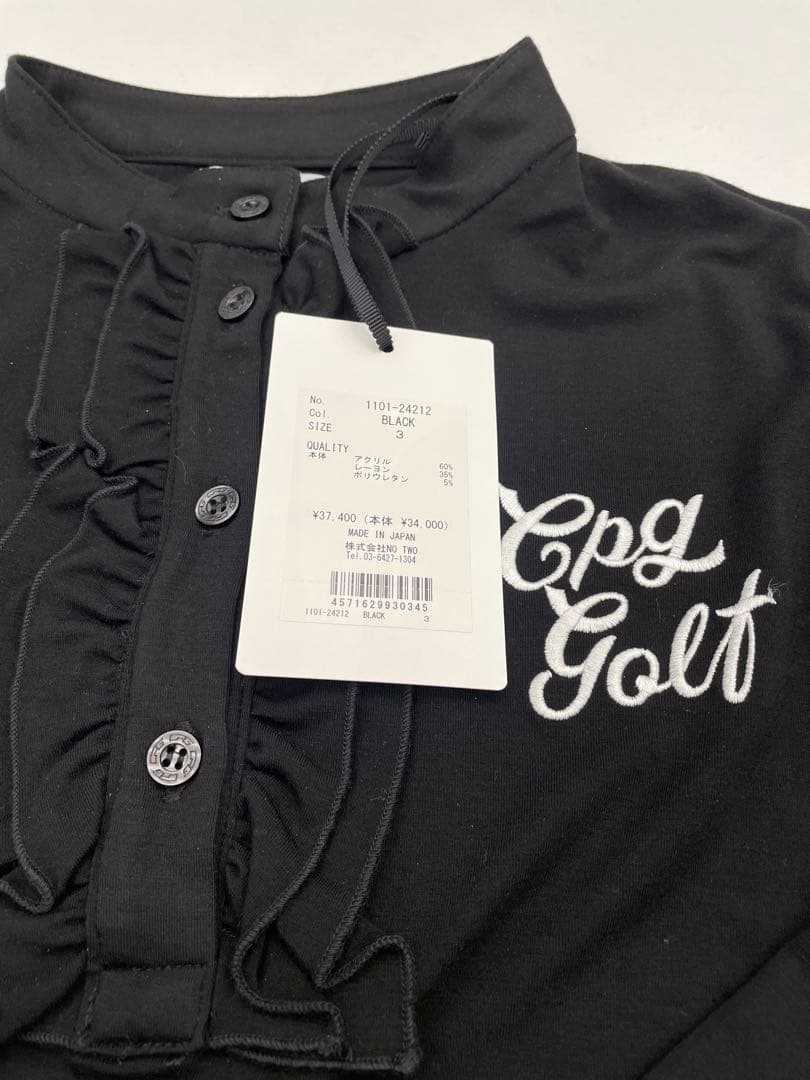 No. 1101-24212
Col. BLACK
SIZE 3
QUALITY
本体 アクリル 60%
レーヨン 35%
ポリウレタン 5%
¥37,400 (本体 ¥34,000)
MADE IN JAPAN
株式会社NO TWO
Tel.03-6427-1304
4571629930345
1101-24212 BLACK 3
Cpg
Golf